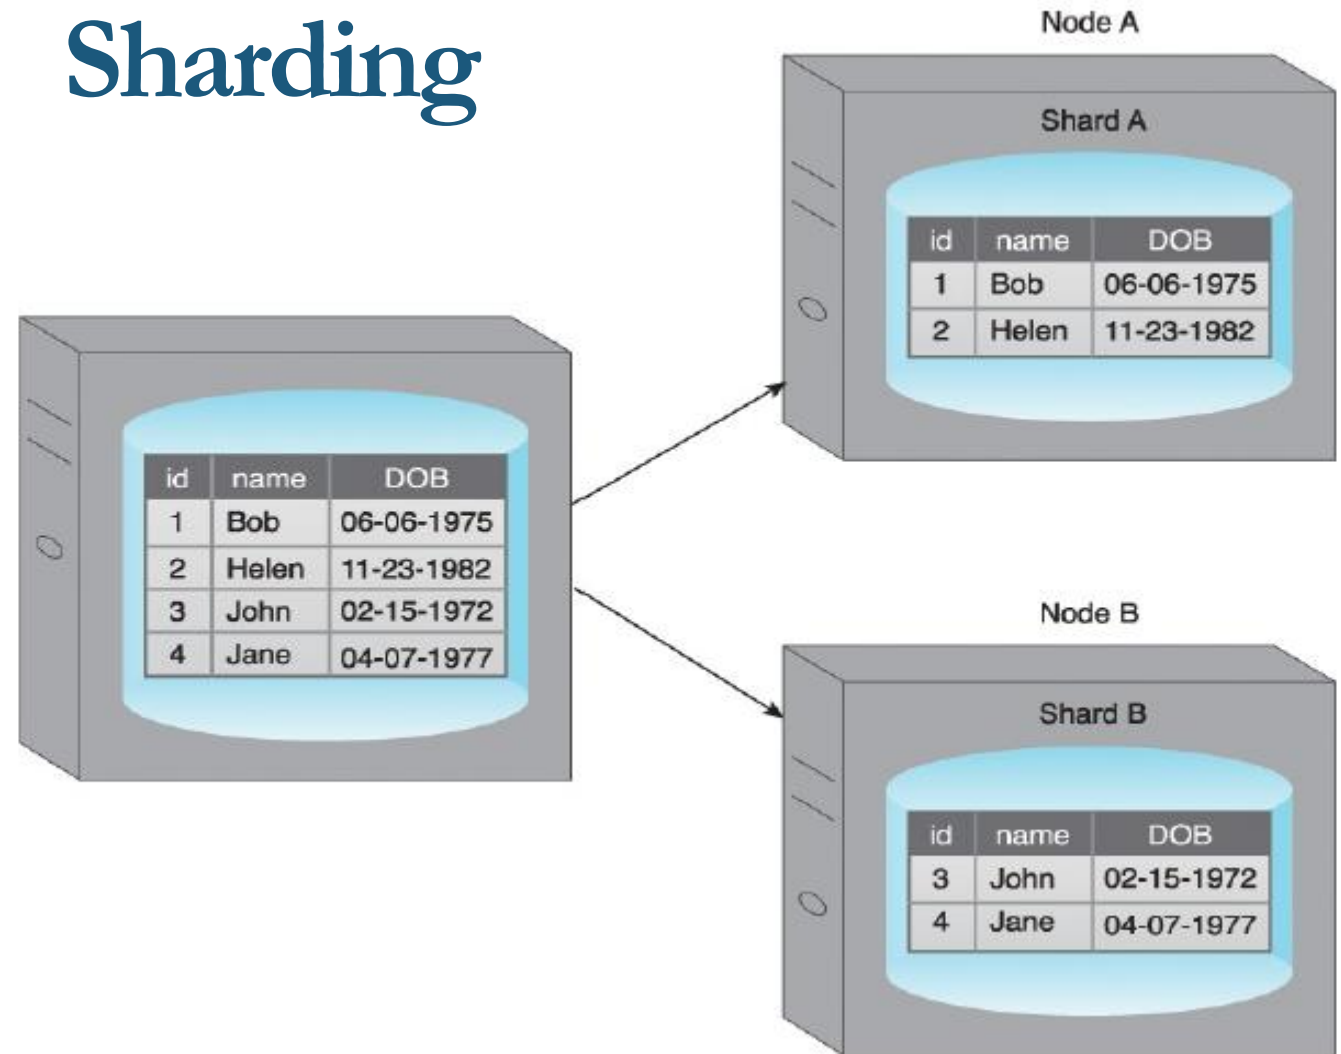 Sharding
id name DOB
1 Bob 06-06-1975
2 Helen 11-23-1982
3 John 02-15-1972
4 Jane 04-07-1977
Node A
Shard A
id name DOB
1 Bob 06-06-1975
2 Helen 11-23-1982
Node B
Shard B
id name DOB
3 John 02-15-1972
4 Jane 04-07-1977